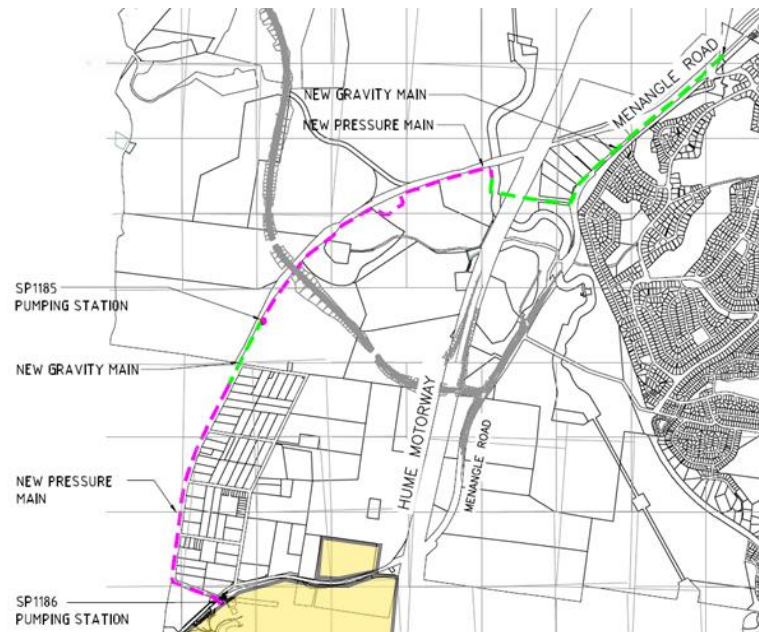 NEW GRAVITY MAIN
MENANGLE ROAD
NEW PRESSURE MAIN
SP1185
PUMPING STATION
NEW GRAVITY MAIN
HUME MOTORWAY
MENANGLE ROAD
NEW PRESSURE
MAIN
SP1186
PUMPING STATION